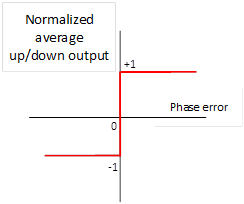 Normalized
average
up/down output
+1
Phase error
0
-1